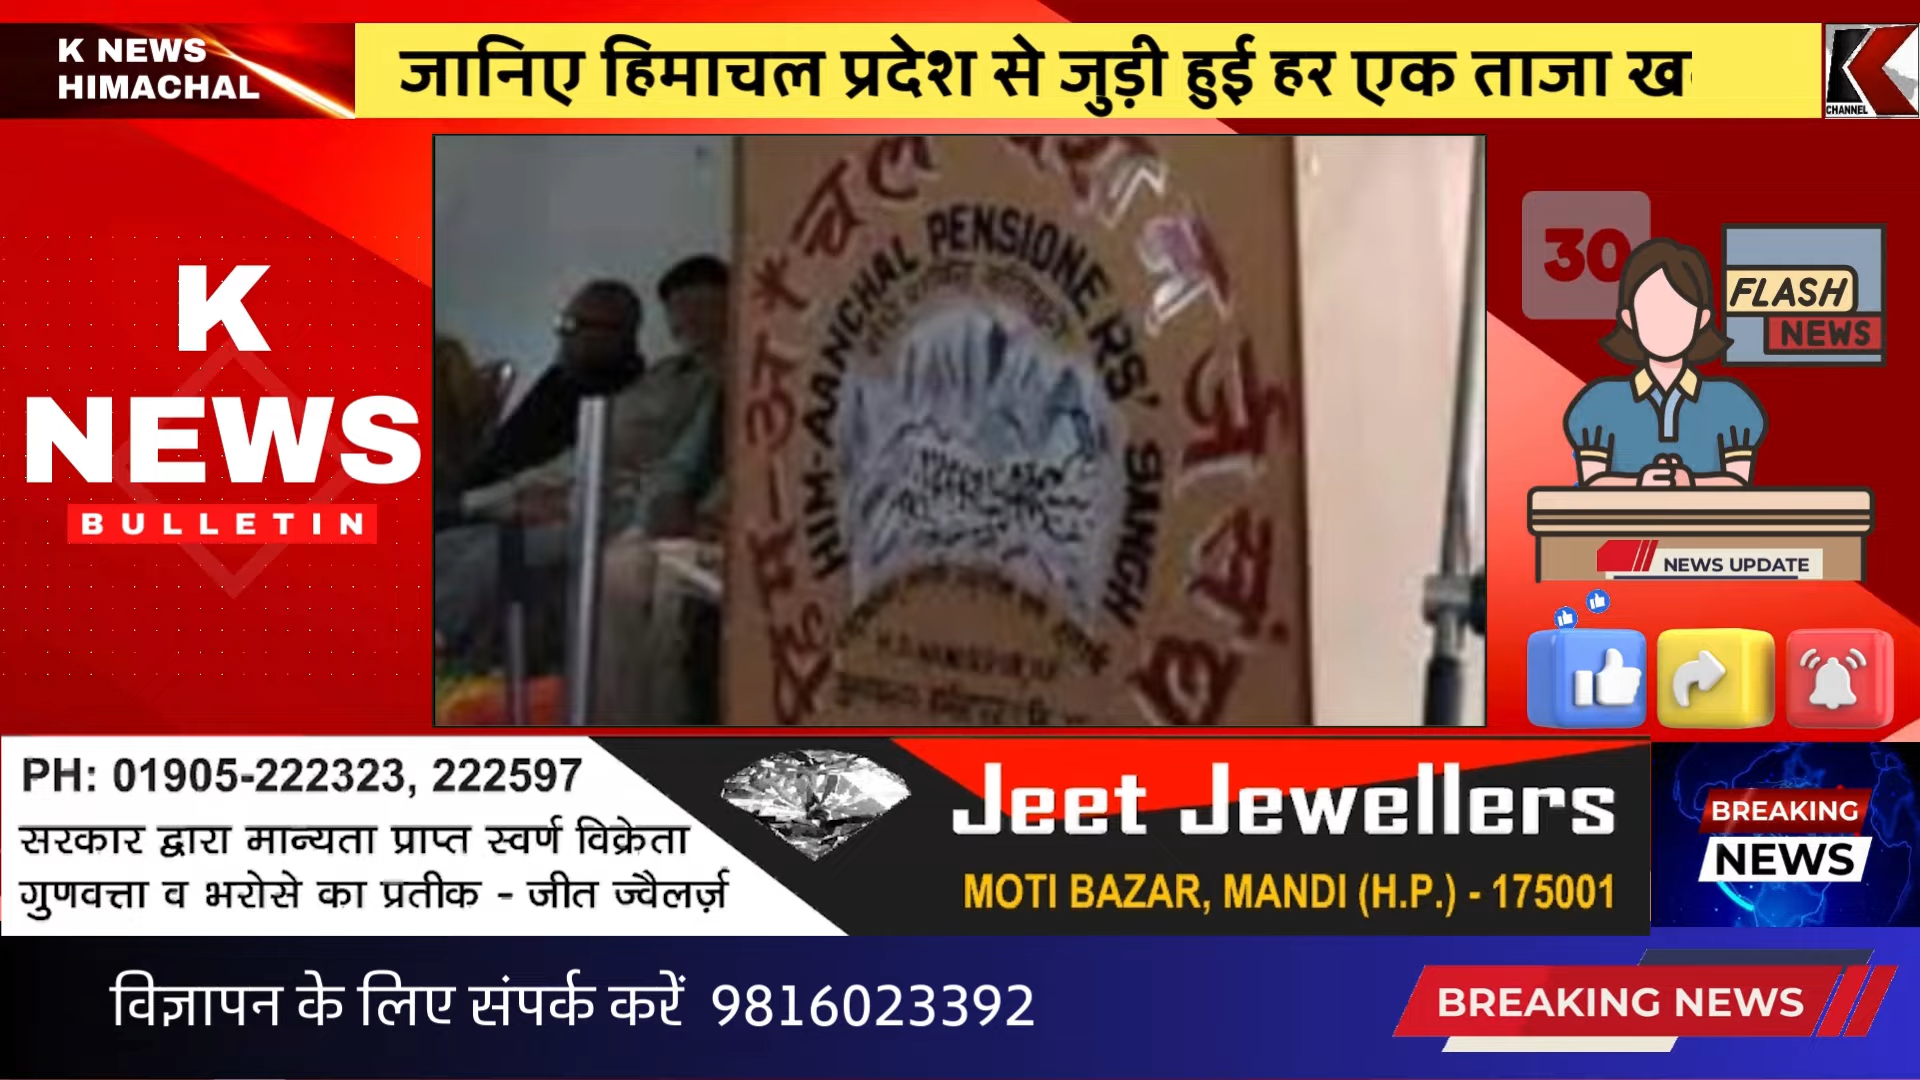 K NEWS
HIMACHAL
जानिए हिमाचल प्रदेश से जुड़ी हुई हर एक ताजा ख
CHANNEL
K
NEWS
BULLETIN
HIM-AANCHAL PENSIONERS' SANGH
30
FLASH
NEWS
NEWS UPDATE
PH: 01905-222323, 222597
सरकार द्वारा मान्यता प्राप्त स्वर्ण विक्रेता
गुणवत्ता व भरोसे का प्रतीक - जीत ज्वैलर्ज़
Jeet Jewellers
MOTI BAZAR, MANDI (H.P.) - 175001
BREAKING
NEWS
विज्ञापन के लिए संपर्क करें 9816023392
BREAKING NEWS